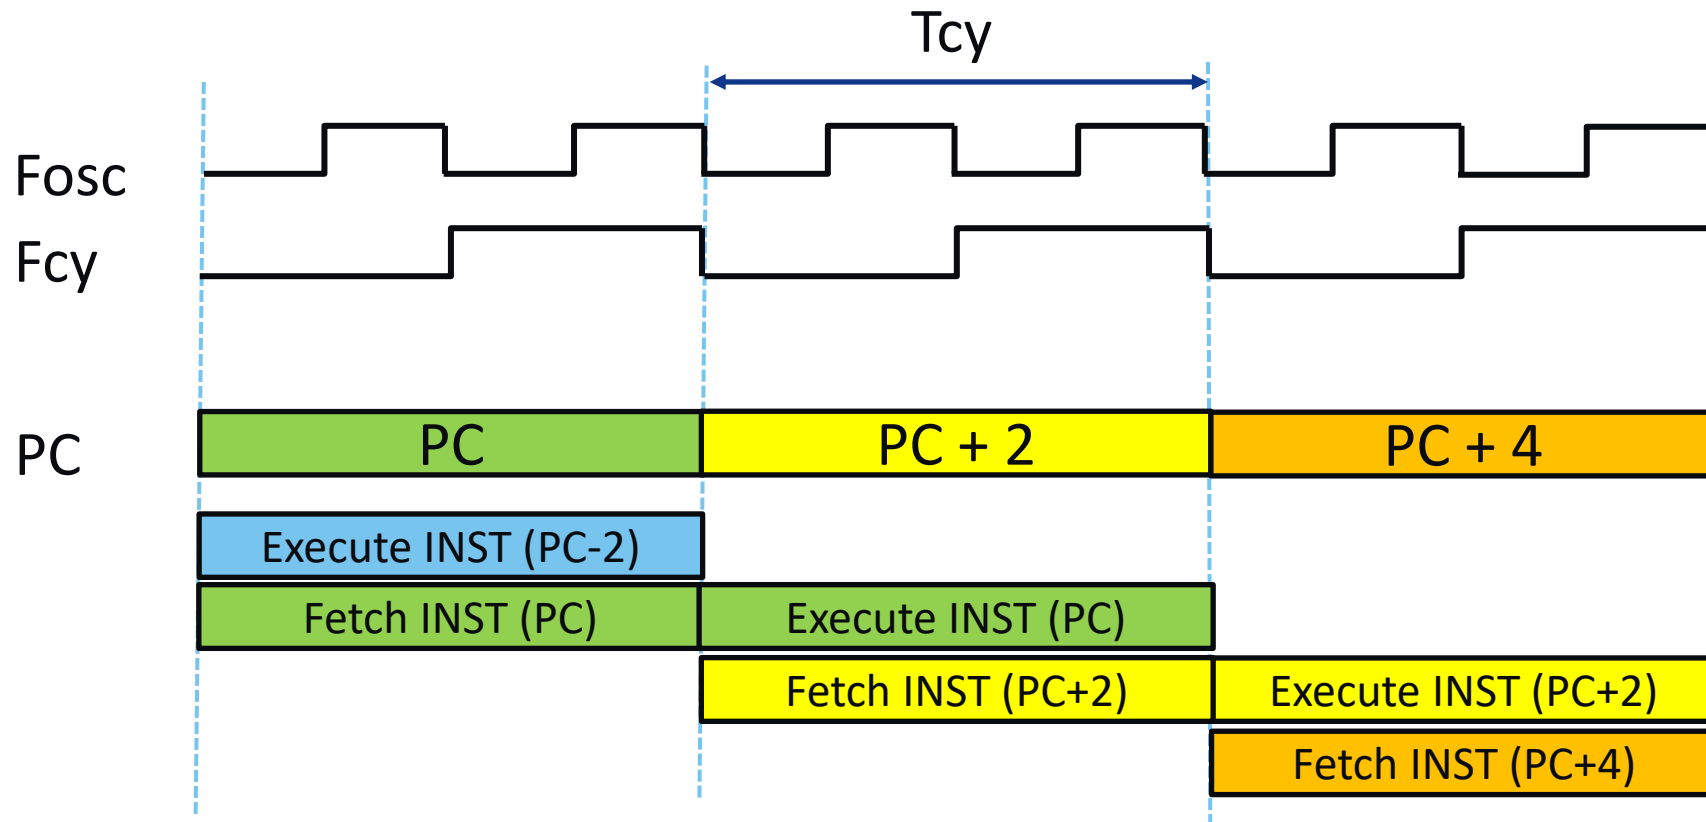 Tcy
Fosc
Fcy
PC
PC
PC + 2
PC + 4
Execute INST (PC-2)
Fetch INST (PC)
Execute INST (PC)
Fetch INST (PC+2)
Execute INST (PC+2)
Fetch INST (PC+4)